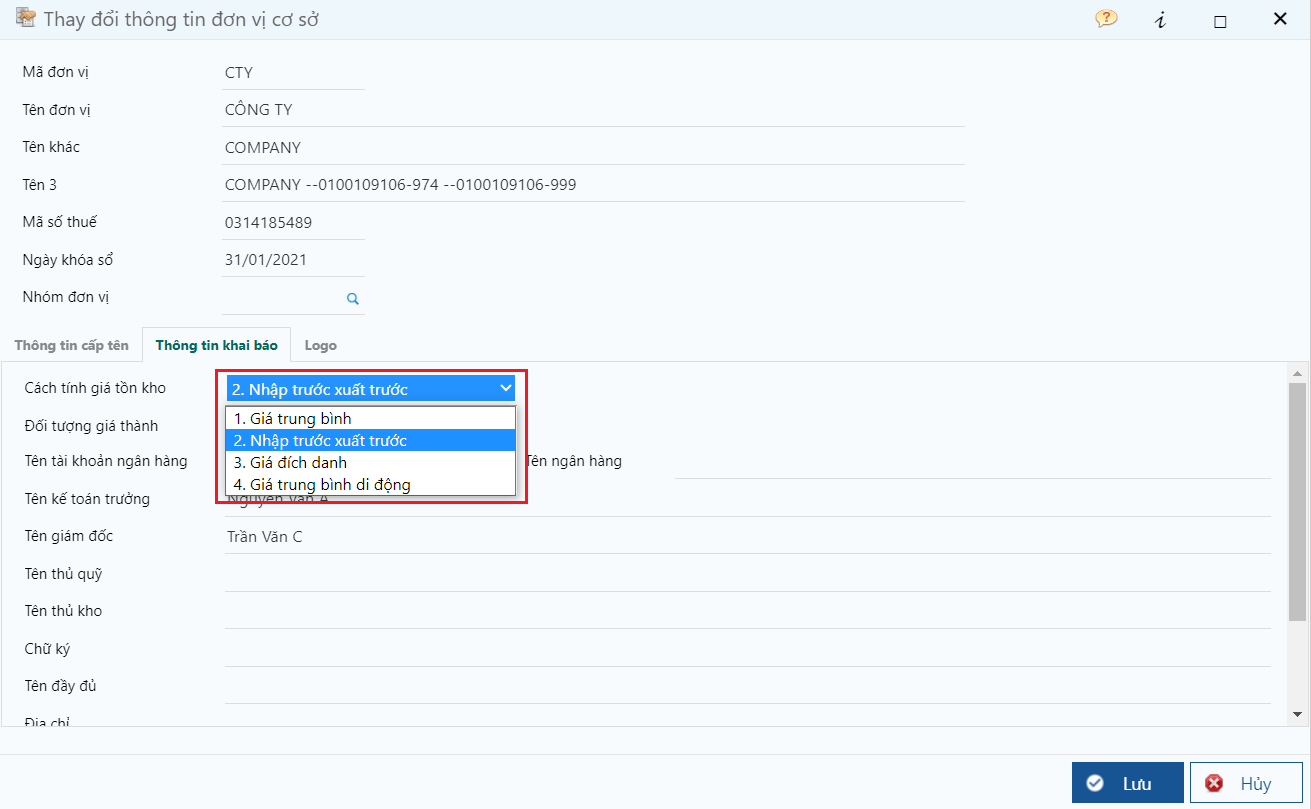 Thay đổi thông tin đơn vị cơ sở
Mã đơn vị CTY
Tên đơn vị CÔNG TY
Tên khác COMPANY
Tên 3 COMPANY --0100109106-974 --0100109106-999
Mã số thuế 0314185489
Ngày khóa sổ 31/01/2021
Nhóm đơn vị
Thông tin cấp tên Thông tin khai báo Logo
Cách tính giá tồn kho 2. Nhập trước xuất trước
1. Giá trung bình
Đối tượng giá thành
2. Nhập trước xuất trước
Tên tài khoản ngân hàng 3. Giá đích danh Tên ngân hàng
4. Giá trung bình di động
Tên kế toán trưởng Nguyễn Văn A
Tên giám đốc Trần Văn C
Tên thủ quỹ
Tên thủ kho
Chữ ký
Tên đầy đủ
Địa chỉ
Lưu Hủy